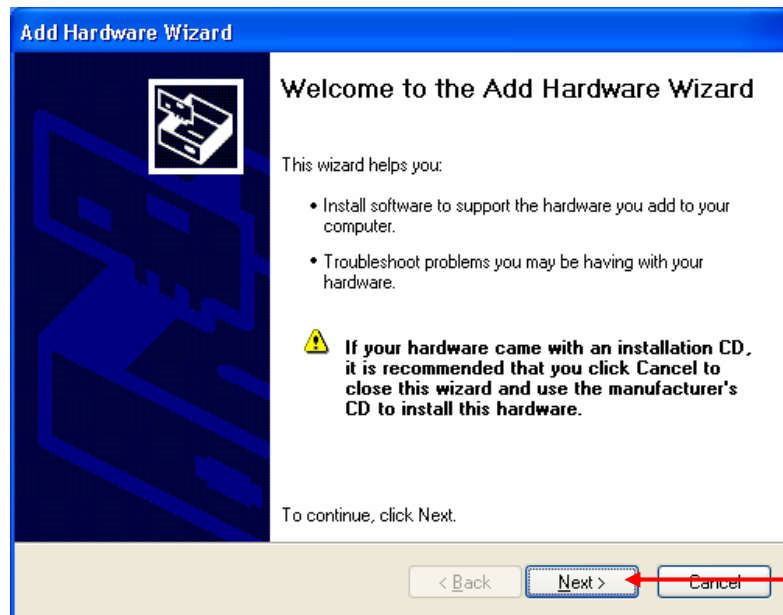 Add Hardware Wizard
Welcome to the Add Hardware Wizard
This wizard helps you:
• Install software to support the hardware you add to your
computer.
• Troubleshoot problems you may be having with your
hardware.
If your hardware came with an installation CD,
it is recommended that you click Cancel to
close this wizard and use the manufacturer's
CD to install this hardware.
To continue, click Next.
< Back Next > Cancel